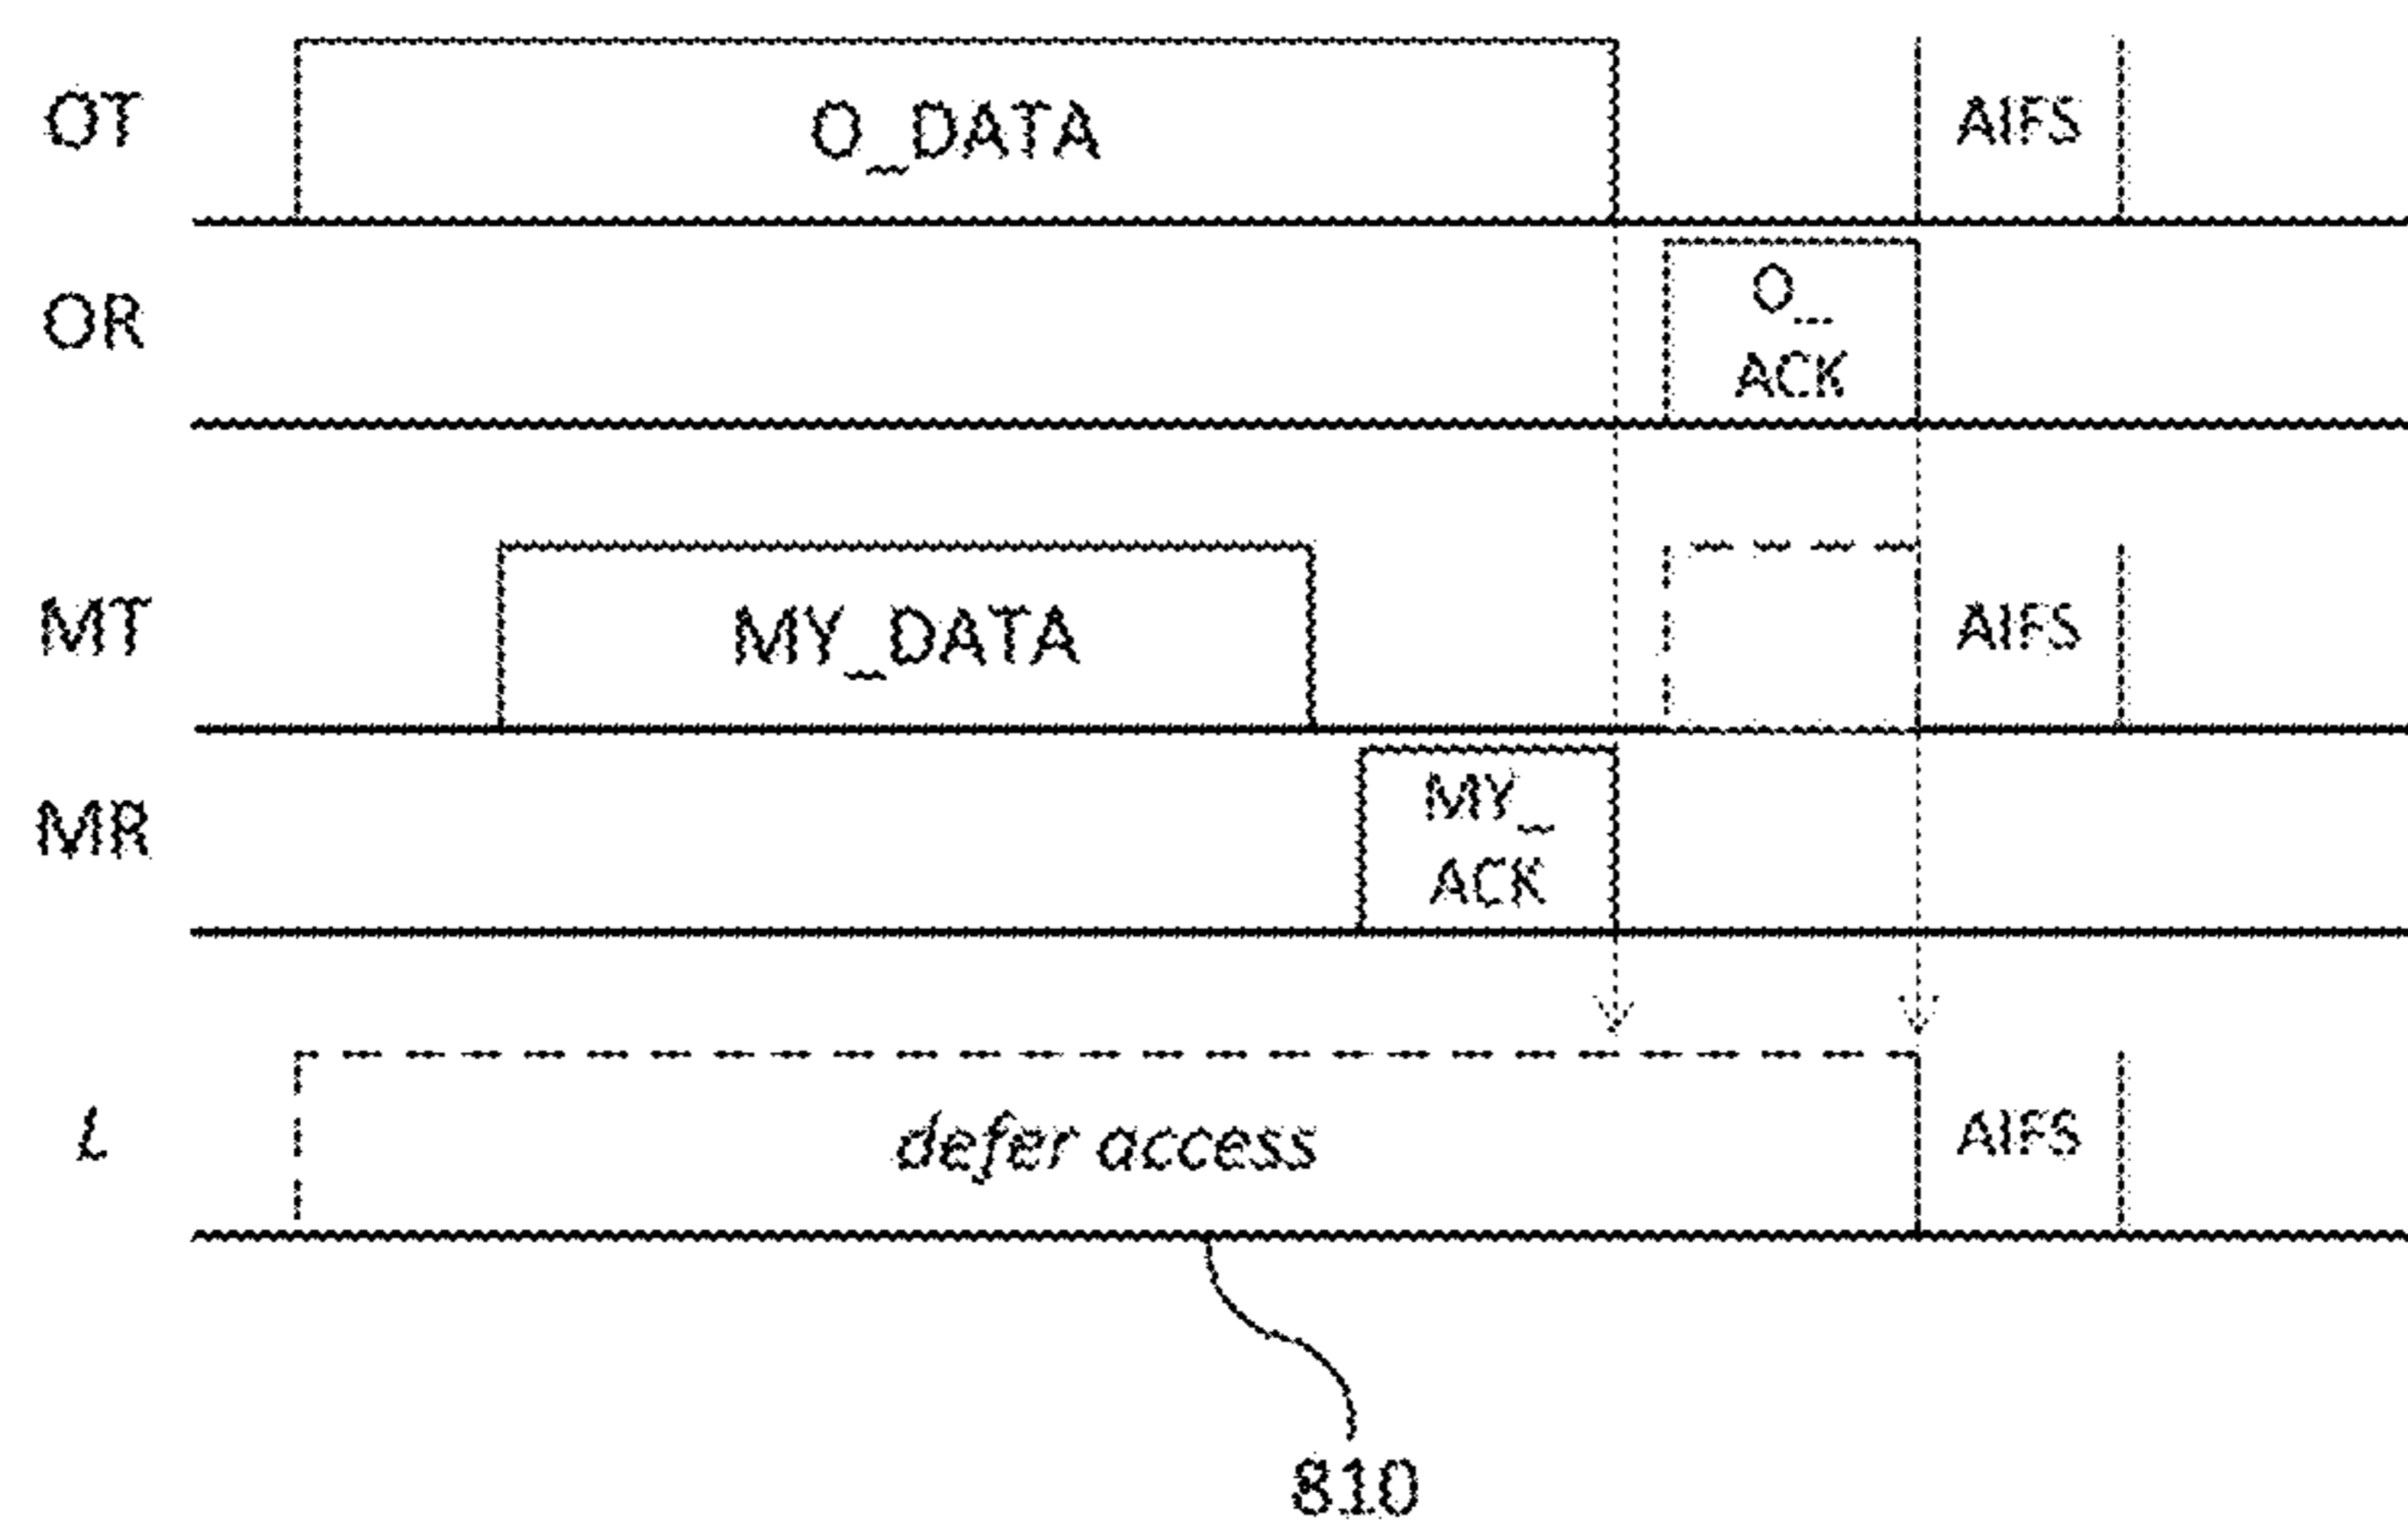 OT
O_DATA
AIFS
OR
O_
ACK
MT
MY_DATA
AIFS
MR
MY_
ACK
L
defer access
AIFS
810